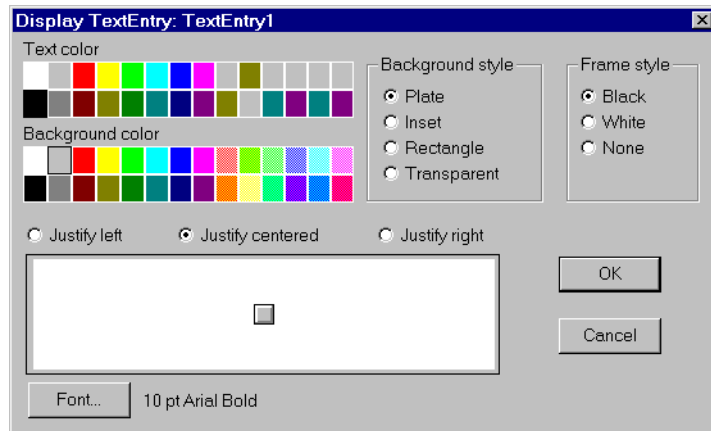 Display TextEntry: TextEntry1
Text color
Background color
Background style
Plate
Inset
Rectangle
Transparent
Frame style
Black
White
None
Justify left
Justify centered
Justify right
OK
Cancel
Font...
10 pt Arial Bold